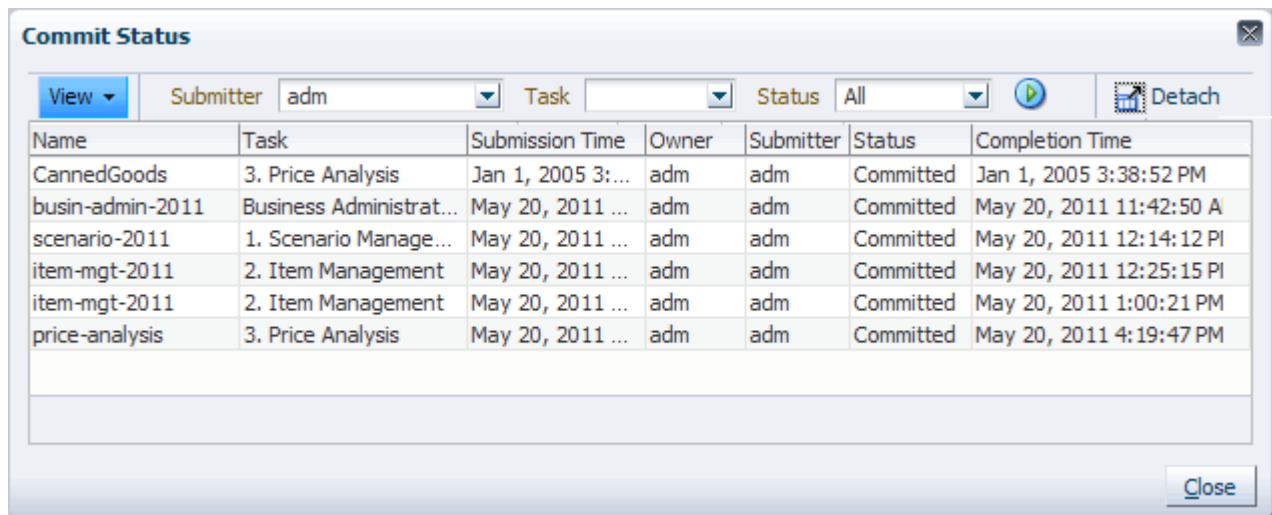 Commit Status
View Submitter adm Task Status All Detach
Name Task Submission Time Owner Submitter Status Completion Time
CannedGoods 3. Price Analysis Jan 1, 2005 3:... adm adm Committed Jan 1, 2005 3:38:52 PM
busin-admin-2011 Business Administrat... May 20, 2011 ... adm adm Committed May 20, 2011 11:42:50 A
scenario-2011 1. Scenario Manage... May 20, 2011 ... adm adm Committed May 20, 2011 12:14:12 P
item-mgt-2011 2. Item Management May 20, 2011 ... adm adm Committed May 20, 2011 12:25:15 P
item-mgt-2011 2. Item Management May 20, 2011 ... adm adm Committed May 20, 2011 1:00:21 PM
price-analysis 3. Price Analysis May 20, 2011 ... adm adm Committed May 20, 2011 4:19:47 PM
Close